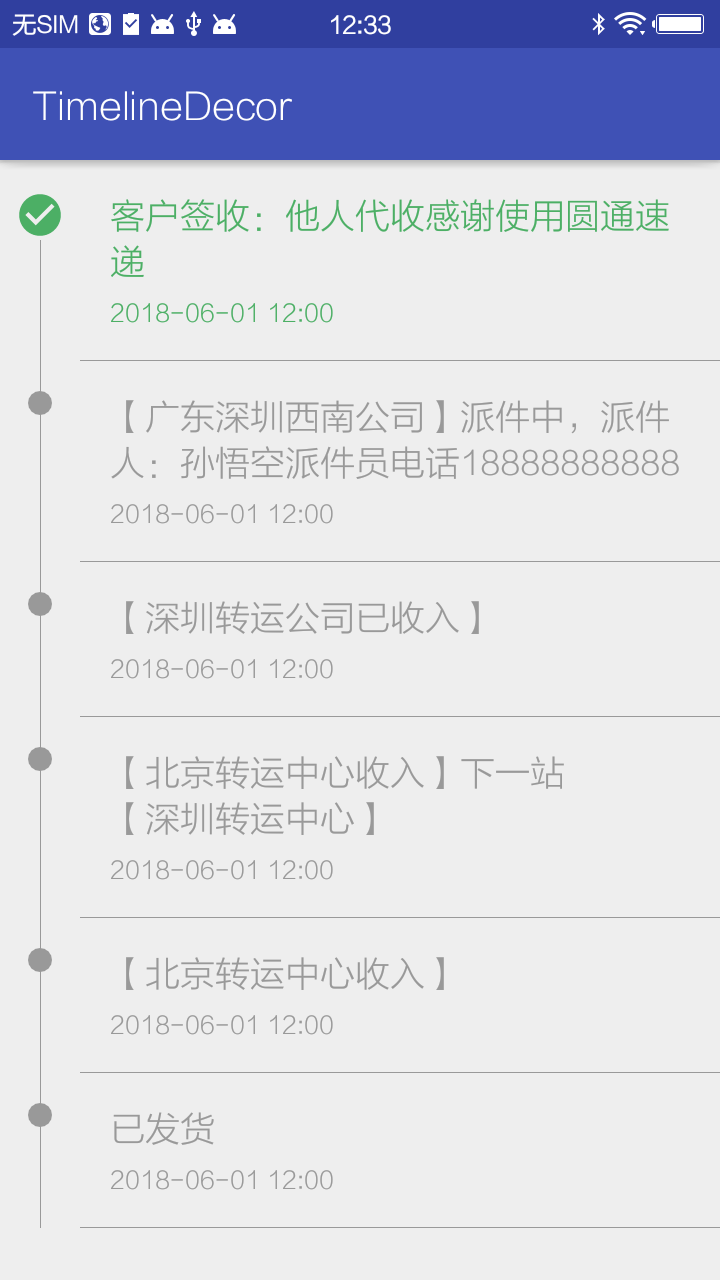 无SIM 12:33
TimelineDecor
客户签收：他人代收感谢使用圆通速
递
2018-06-01 12:00
【广东深圳西南公司】派件中，派件
人：孙悟空派件员电话18888888888
2018-06-01 12:00
【深圳转运公司已收入】
2018-06-01 12:00
【北京转运中心收入】下一站
【深圳转运中心】
2018-06-01 12:00
【北京转运中心收入】
2018-06-01 12:00
已发货
2018-06-01 12:00